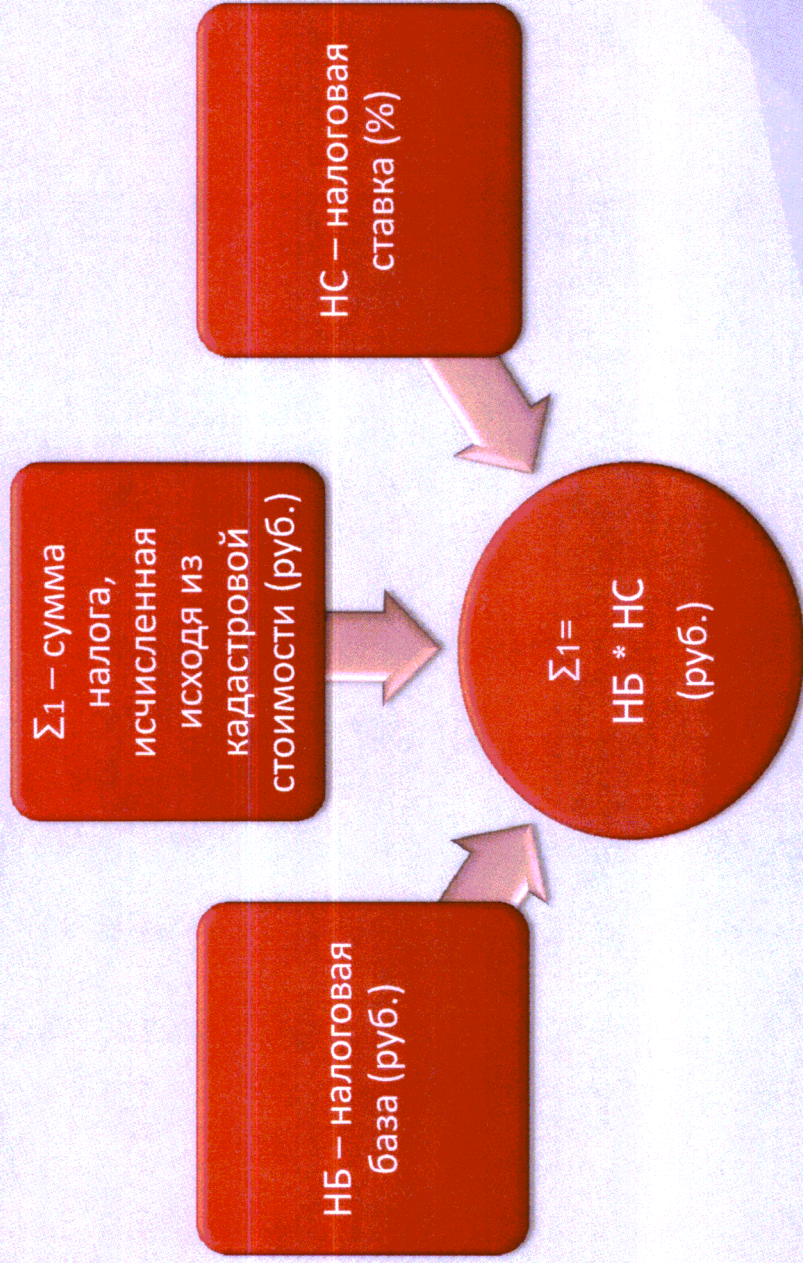 НБ – налоговая
база (руб.)
Σ1 – сумма
налога,
исчисленная
исходя из
кадастровой
стоимости (руб.)
НС – налоговая
ставка (%)
Σ1=
НБ * НС
(руб.)